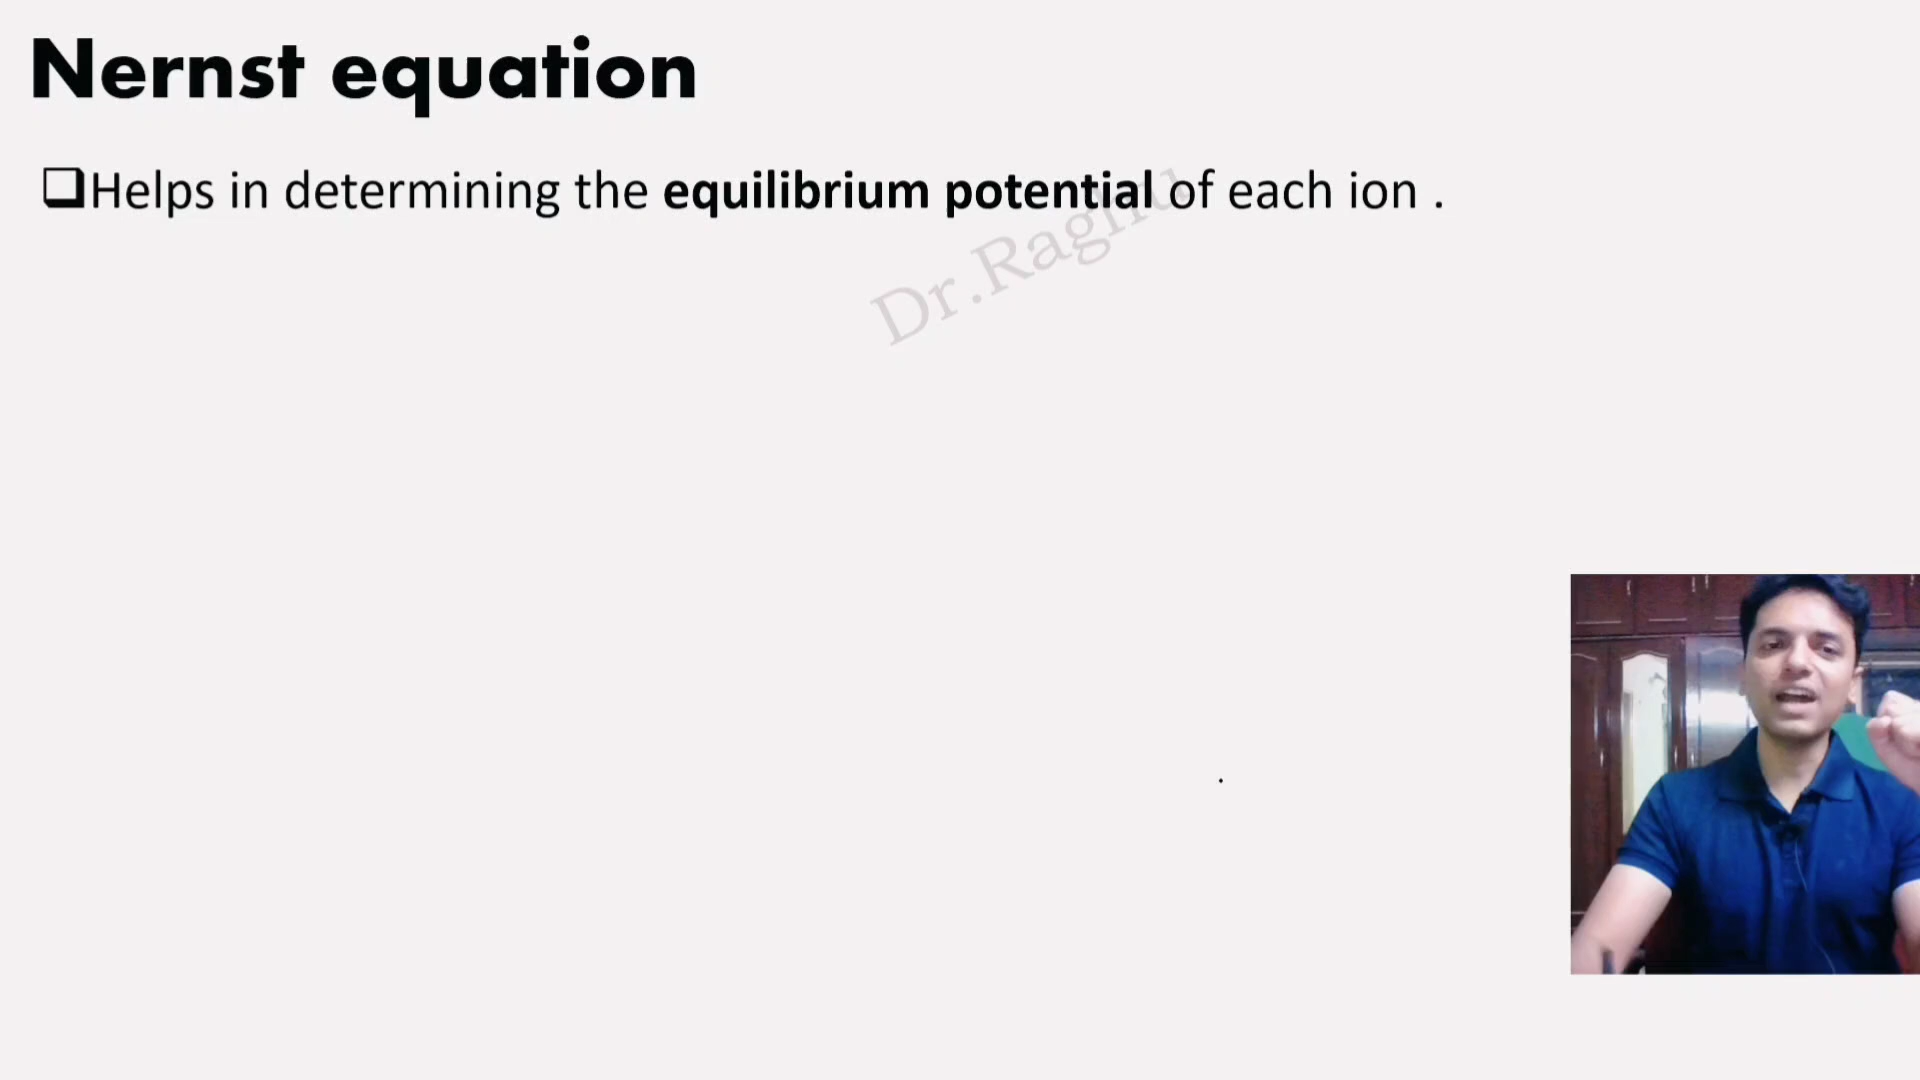 Nernst equation
❑Helps in determining the equilibrium potential of each ion .
Dr.Raghu